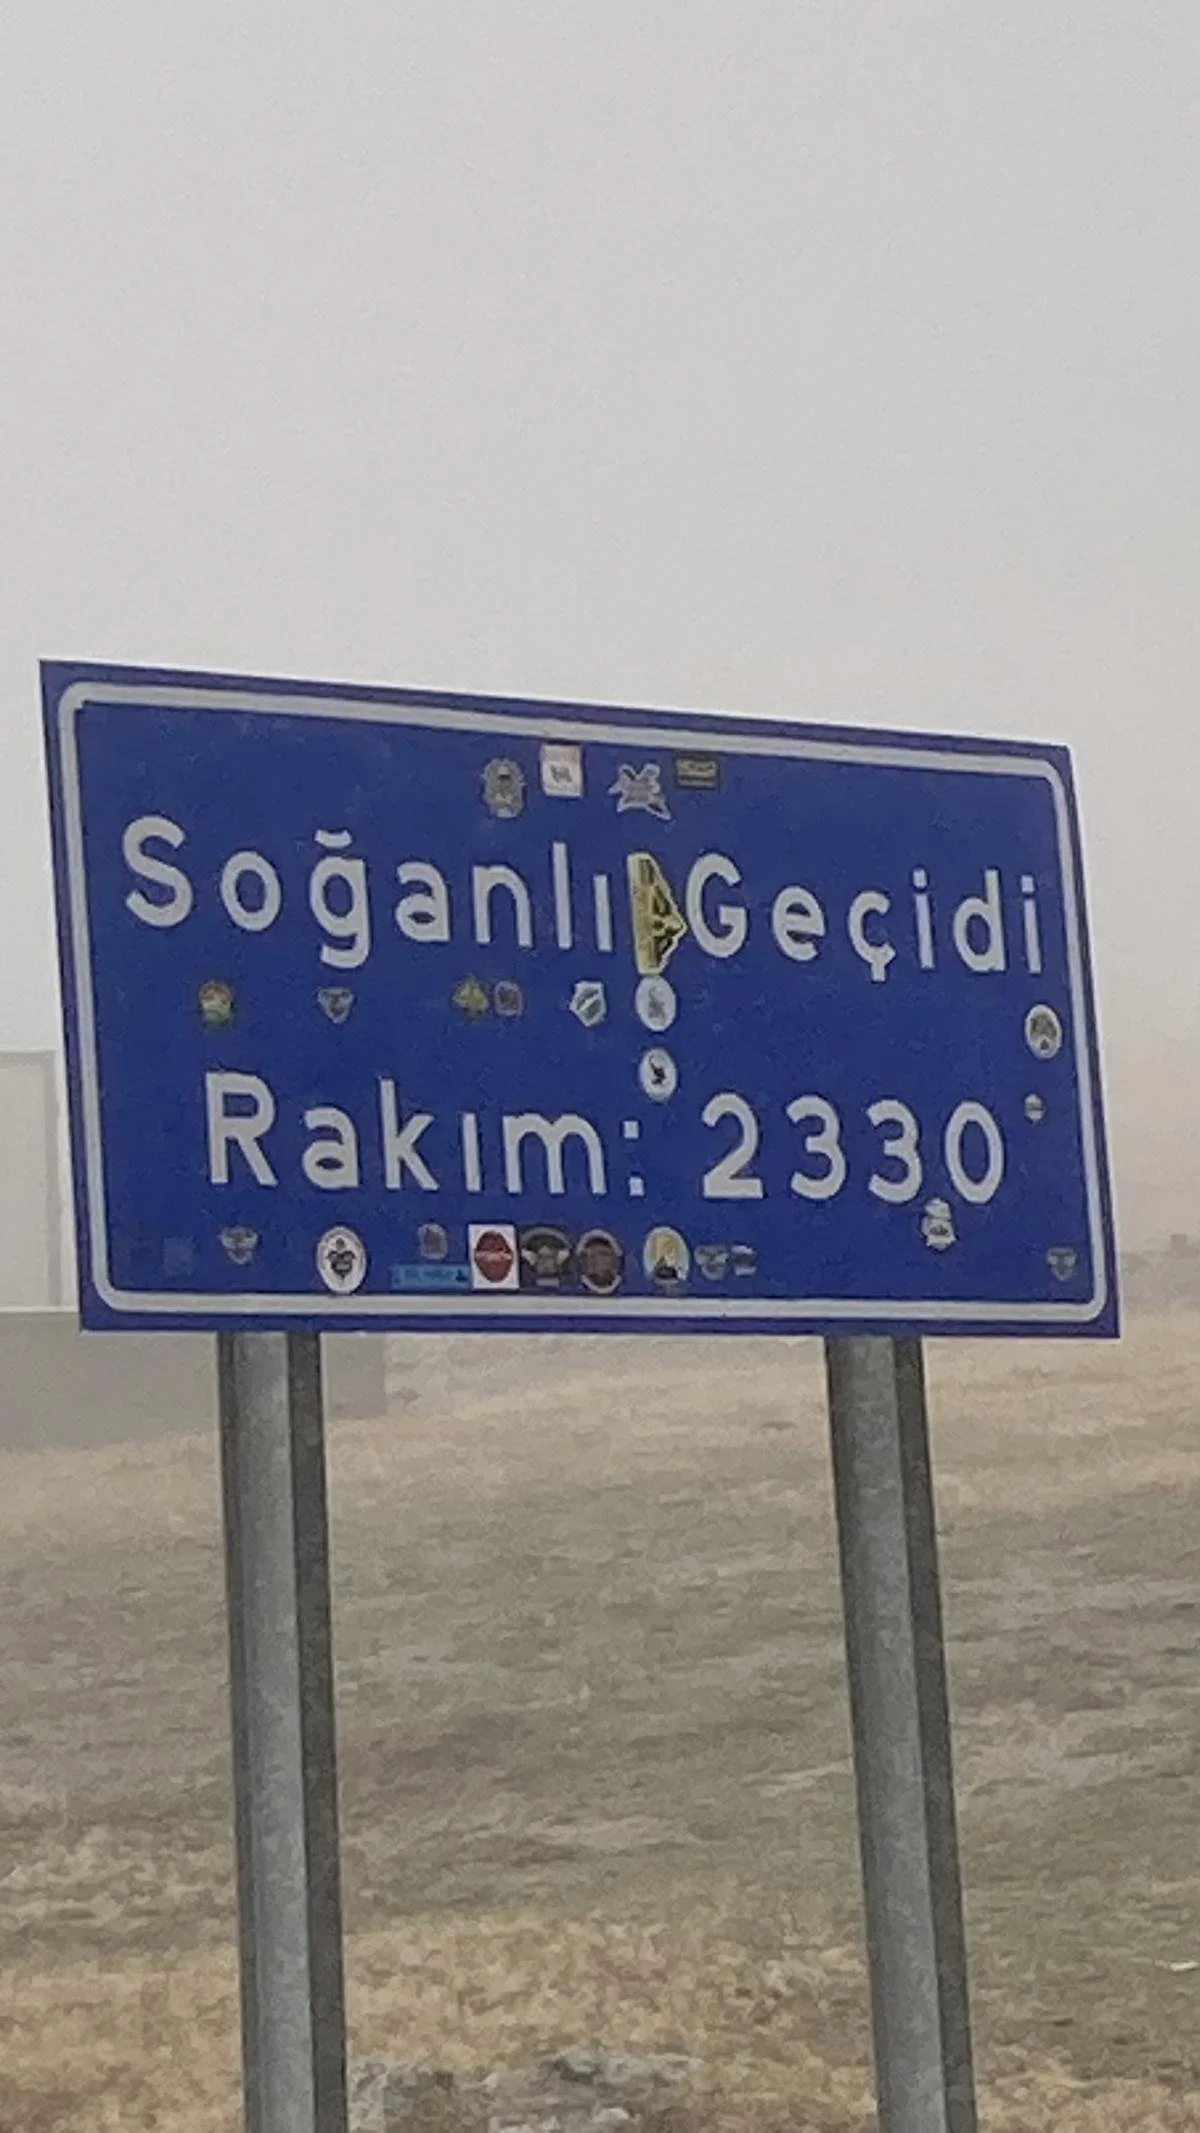 Soğanlı Geçidi
Rakım: 2330